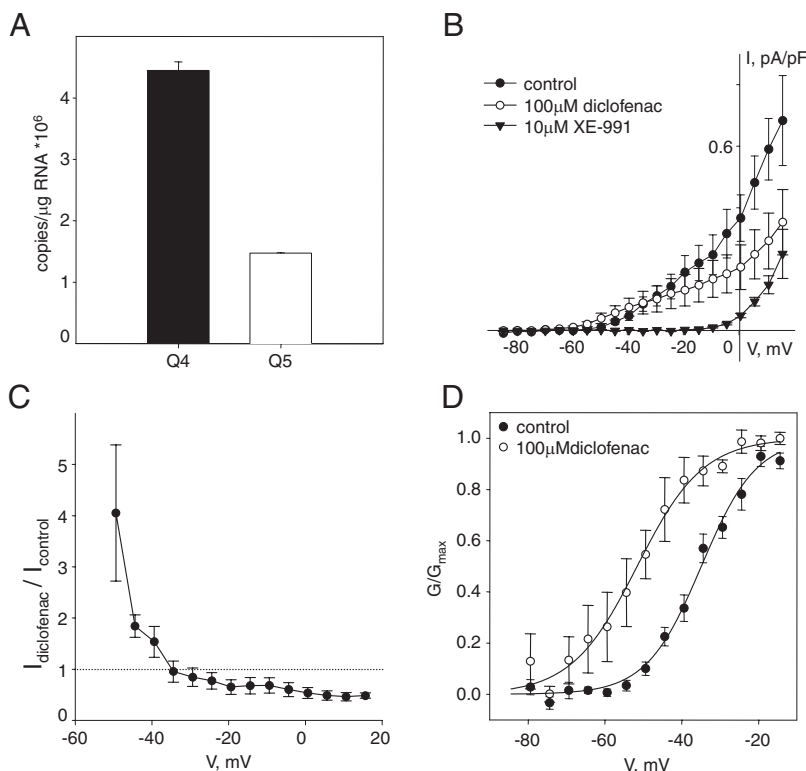 A
copies/μg RNA *10⁶
4
3
2
1
0
Q4
Q5
B
I, pA/pF
control
100μM diclofenac
10μM XE-991
0.6
-80
-60
-40
-20
0
V, mV
C
I diclofenac / I control
5
4
3
2
1
0
-60
-40
-20
0
20
V, mV
D
control
100μMdiclofenac
G/Gmax
1.0
0.8
0.6
0.4
0.2
0.0
-80
-60
-40
-20
V, mV